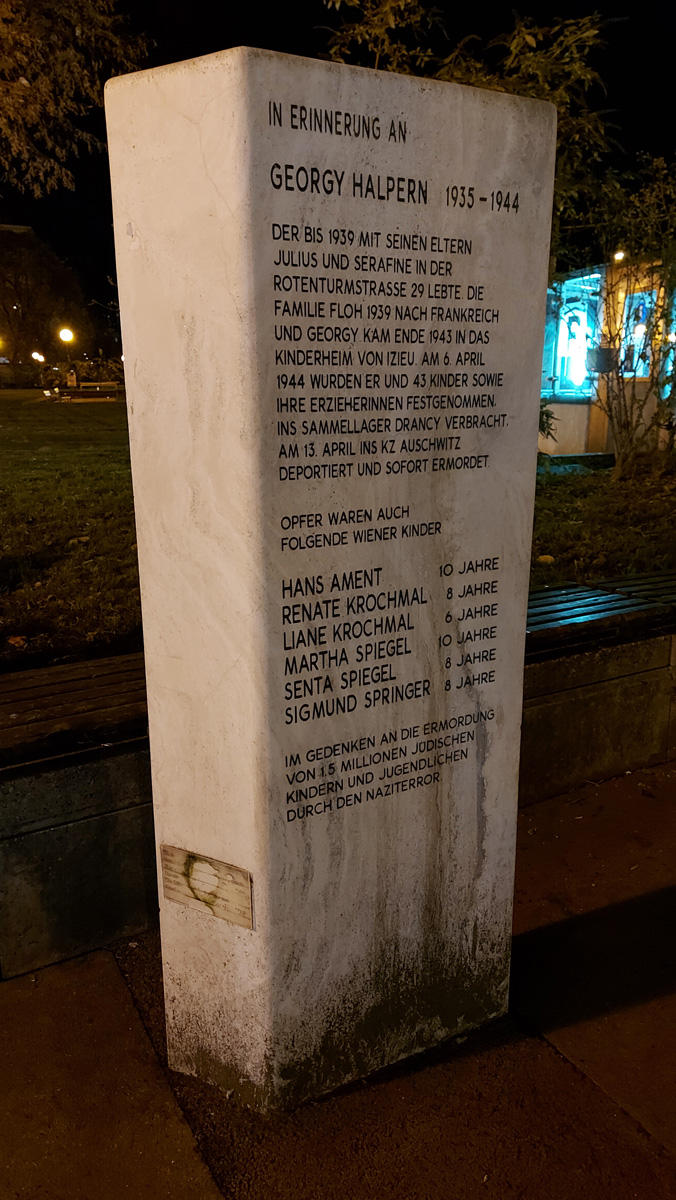 IN ERINNERUNG AN
GEORGY HALPERN 1935 – 1944
DER BIS 1939 MIT SEINEN ELTERN
JULIUS UND SERAFINE IN DER
ROTENTURMSTRASSE 29 LEBTE. DIE
FAMILIE FLOH 1939 NACH FRANKREICH
UND GEORGY KAM ENDE 1943 IN DAS
KINDERHEIM VON IZIEU. AM 6. APRIL
1944 WURDEN ER UND 43 KINDER SOWIE
IHRE ERZIEHERINNEN FESTGENOMMEN,
INS SAMMELLAGER DRANCY VERBRACHT,
AM 13. APRIL INS KZ AUSCHWITZ
DEPORTIERT UND SOFORT ERMORDET.
OPFER WAREN AUCH
FOLGENDE WIENER KINDER
HANS AMENT 10 JAHRE
RENATE KROCHMAL 8 JAHRE
LIANE KROCHMAL 6 JAHRE
MARTHA SPIEGEL 10 JAHRE
SENTA SPIEGEL 8 JAHRE
SIGMUND SPRINGER 8 JAHRE
IM GEDENKEN AN DIE ERMORDUNG
VON 1.5 MILLIONEN JÜDISCHEN
KINDERN UND JUGENDLICHEN
DURCH DEN NAZITERROR